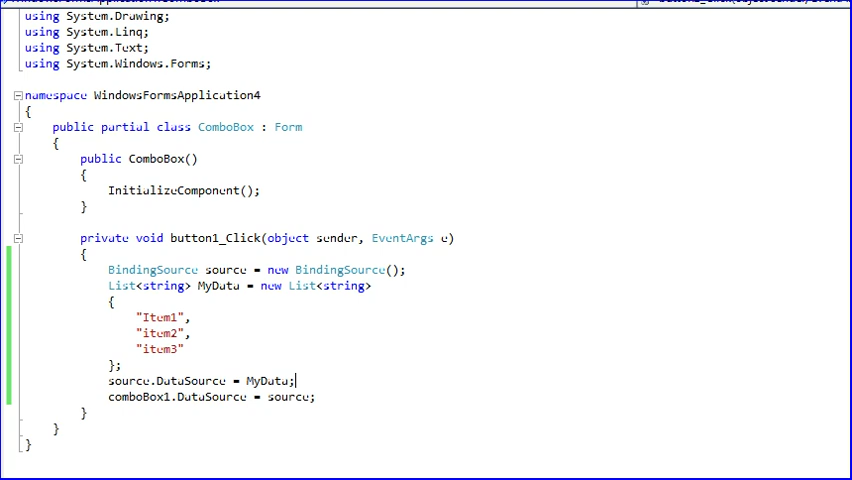 using System.Drawing;
using System.Linq;
using System.Text;
using System.Windows.Forms;
namespace WindowsFormsApplication4
{
public partial class ComboBox : Form
{
public ComboBox()
{
InitializeComponent();
}
private void button1_Click(object sender, EventArgs e)
{
BindingSource source = new BindingSource();
List<string> MyData = new List<string>
{
"Item1",
"item2",
"item3"
};
source.DataSource = MyData;
comboBox1.DataSource = source;
}
}
}